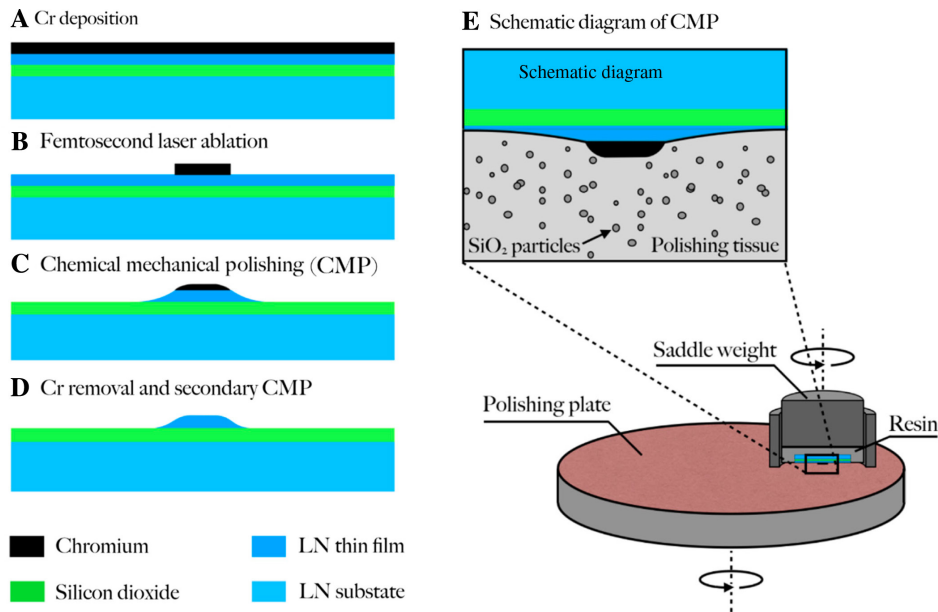 A Cr deposition
B Femtosecond laser ablation
C Chemical mechanical polishing (CMP)
D Cr removal and secondary CMP
Chromium
LN thin film
Silicon dioxide
LN substate
E Schematic diagram of CMP
Schematic diagram
SiO₂ particles
Polishing tissue
Saddle weight
Polishing plate
Resin